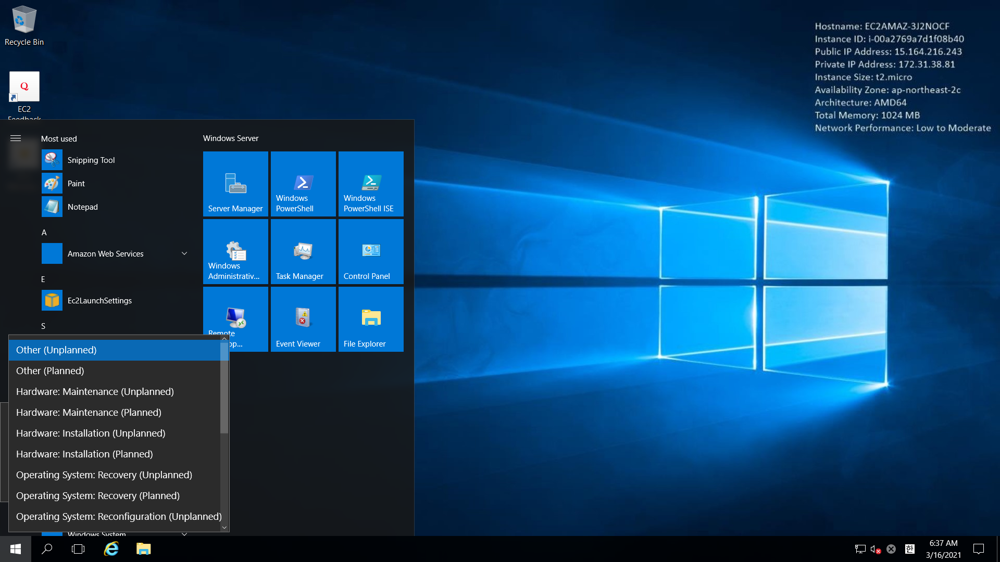 Recycle Bin
EC2
Feedback
Hostname: EC2AMAZ-3J2NOCF
Instance ID: i-00a2769a7d1f08b40
Public IP Address: 15.164.216.243
Private IP Address: 172.31.38.81
Instance Size: t2.micro
Availability Zone: ap-northeast-2c
Architecture: AMD64
Total Memory: 1024 MB
Network Performance: Low to Moderate
Most used
Snipping Tool
Paint
Notepad
A
Amazon Web Services
E
Ec2LaunchSettings
S
Windows Server
Server Manager
Windows
PowerShell
Windows
PowerShell ISE
Windows
Administrativ...
Task Manager
Control Panel
Remote
op...
Event Viewer
File Explorer
Other (Unplanned)
Other (Planned)
Hardware: Maintenance (Unplanned)
Hardware: Maintenance (Planned)
Hardware: Installation (Unplanned)
Hardware: Installation (Planned)
Operating System: Recovery (Unplanned)
Operating System: Recovery (Planned)
Operating System: Reconfiguration (Unplanned)
Windows System
한
6:37 AM
3/16/2021